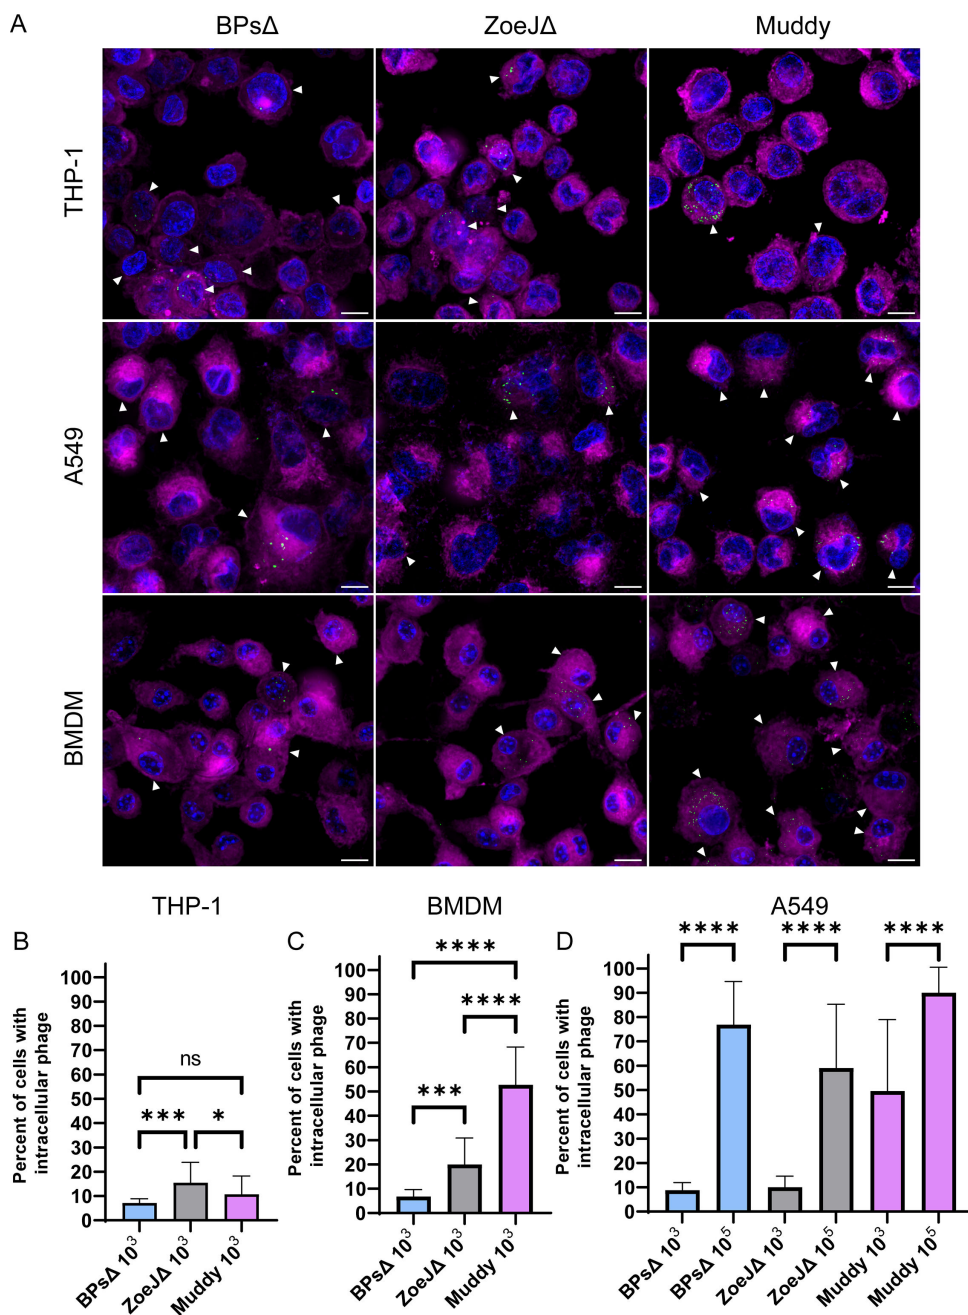 A
BPsΔ
ZoeJΔ
Muddy
THP-1
A549
BMDM
THP-1
BMDM
A549
B
Percent of cells with
intracellular phage
100
90
80
70
60
50
40
30
20
10
0
ns
***
*
BPsΔ 10³
ZoeJΔ 10³
Muddy 10³
C
Percent of cells with
intracellular phage
100
90
80
70
60
50
40
30
20
10
0
****
****
***
BPsΔ 10³
ZoeJΔ 10³
Muddy 10³
D
Percent of cells with
intracellular phage
100
90
80
70
60
50
40
30
20
10
0
****
****
****
BPsΔ 10³
BPsΔ 10⁵
ZoeJΔ 10³
ZoeJΔ 10⁵
Muddy 10³
Muddy 10⁵